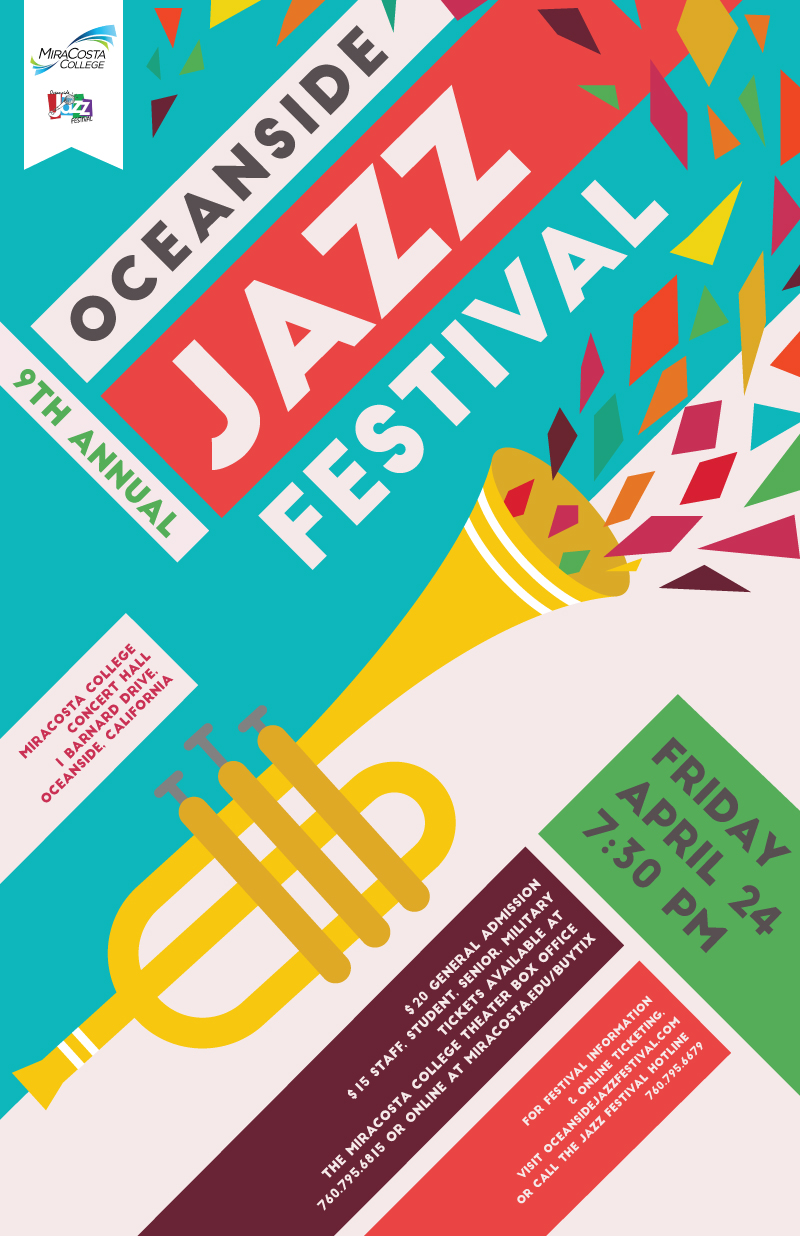 MIRACOSTA
COLLEGE
Oceanside
Jazz
FESTIVAL
OCEANSIDE
JAZZ
FESTIVAL
9TH ANNUAL
MIRACOSTA COLLEGE
CONCERT HALL
1 BARNARD DRIVE,
OCEANSIDE, CALIFORNIA
FRIDAY
APRIL 24
7:30 PM
$20 GENERAL ADMISSION
$15 STAFF, STUDENT, SENIOR, MILITARY
TICKETS AVAILABLE AT
THE MIRACOSTA COLLEGE THEATER BOX OFFICE
760.795.6815 OR ONLINE AT MIRACOSTA.EDU/BUYTIX
FOR FESTIVAL INFORMATION
& ONLINE TICKETING,
VISIT OCEANSIDEJAZZFESTIVAL.COM
OR CALL THE JAZZ FESTIVAL HOTLINE
760.795.6679